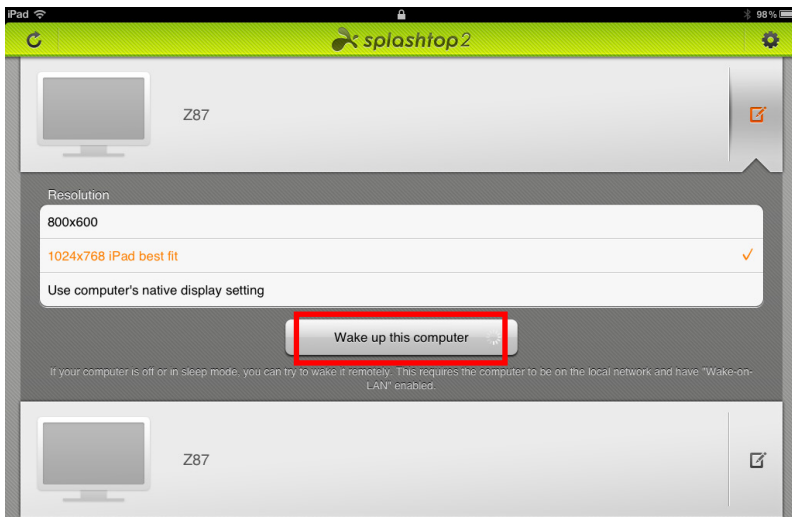 iPad 98%
splashtop2
Z87
Resolution
800x600
1024x768 iPad best fit
Use computer's native display setting
Wake up this computer
If your computer is off or in sleep mode, you can try to wake it remotely. This requires the computer to be on the local network and have "Wake-on-
LAN" enabled.
Z87